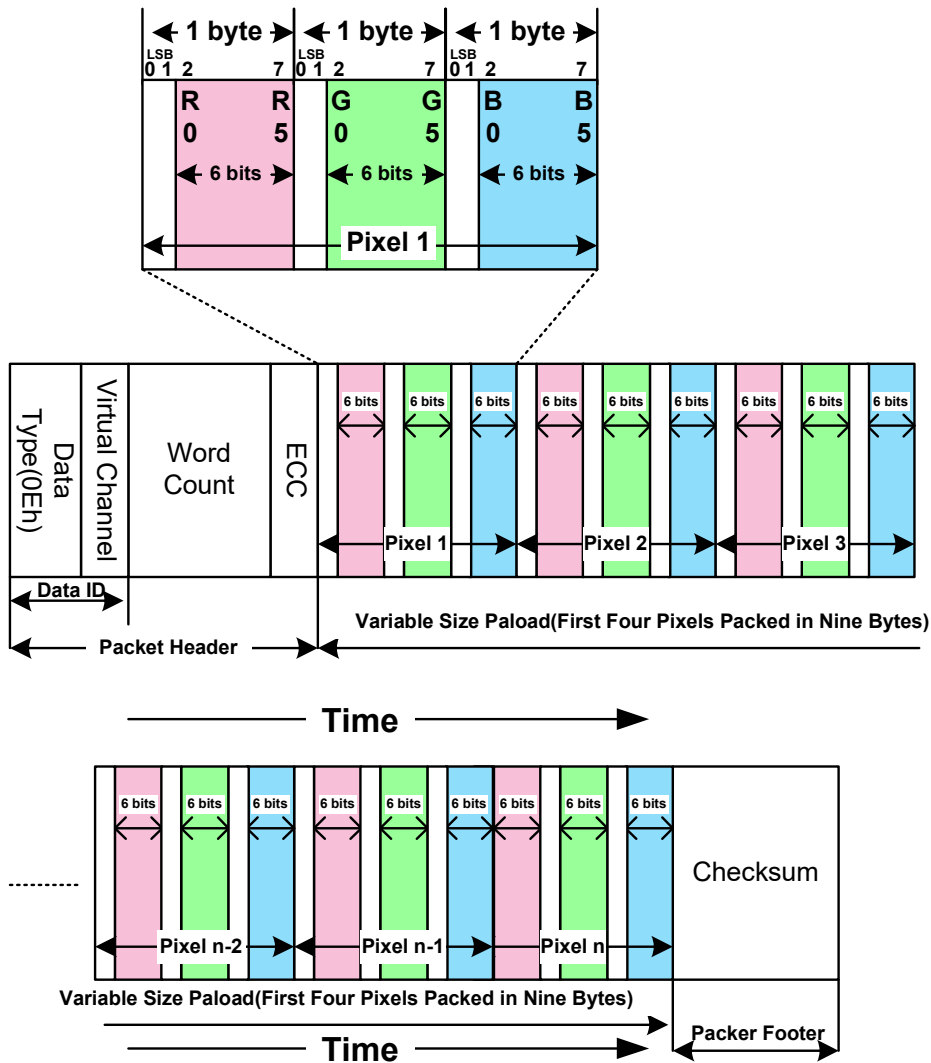 1 byte 1 byte 1 byte
LSB LSB LSB
0 1 2 7 0 1 2 7 0 1 2 7
R R G G B B
0 5 0 5 0 5
6 bits 6 bits 6 bits
Pixel 1
Data Type(0Eh)
Virtual Channel
Word Count
ECC
6 bits 6 bits 6 bits 6 bits 6 bits 6 bits 6 bits 6 bits 6 bits
Pixel 1 Pixel 2 Pixel 3
Data ID
Variable Size Paload(First Four Pixels Packed in Nine Bytes)
Packet Header
Time
6 bits 6 bits 6 bits 6 bits 6 bits 6 bits 6 bits 6 bits 6 bits
Checksum
Pixel n-2 Pixel n-1 Pixel n
Variable Size Paload(First Four Pixels Packed in Nine Bytes)
Packer Footer
Time